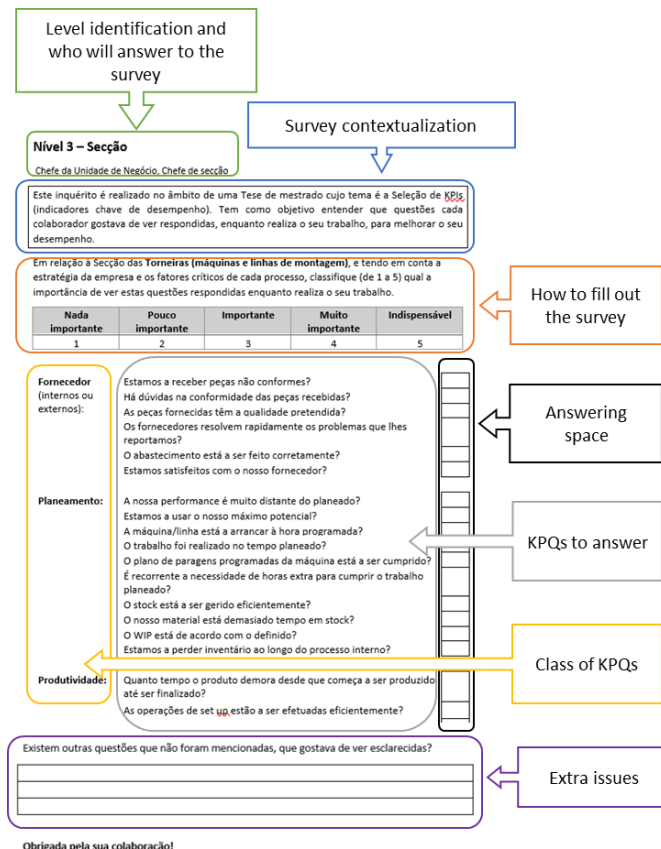 Level identification and
who will answer to the
survey
Survey contextualization
Nível 3 – Secção
Chefe da Unidade de Negócio, Chefe de secção
Este inquérito é realizado no âmbito de uma Tese de mestrado cujo tema é a Seleção de KPIs
(indicadores chave de desempenho). Tem como objetivo entender que questões cada
colaborador gostava de ver respondidas, enquanto realiza o seu trabalho, para melhorar o seu
desempenho.
Em relação à Secção das Torneiras (máquinas e linhas de montagem), e tendo em conta a
estratégia da empresa e os fatores críticos de cada processo, classifique (de 1 a 5) qual a
importância de ver estas questões respondidas enquanto realiza o seu trabalho.
How to fill out
the survey
Nada importante Pouco importante Importante Muito importante Indispensável
1 2 3 4 5
Fornecedor
(internos ou
externos):
Estamos a receber peças não conformes?
Há dúvidas na conformidade das peças recebidas?
As peças fornecidas têm a qualidade pretendida?
Os fornecedores resolvem rapidamente os problemas que lhes
reportamos?
O abastecimento está a ser feito corretamente?
Estamos satisfeitos com o nosso fornecedor?
Answering
space
Planeamento:
A nossa performance é muito distante do planeado?
Estamos a usar o nosso máximo potencial?
A máquina/linha está a arrancar à hora programada?
O trabalho foi realizado no tempo planeado?
O plano de paragens programadas da máquina está a ser cumprido?
É recorrente a necessidade de horas extra para cumprir o trabalho
planeado?
O stock está a ser gerido eficientemente?
O nosso material está demasiado tempo em stock?
O WIP está de acordo com o definido?
Estamos a perder inventário ao longo do processo interno?
KPQs to answer
Class of KPQs
Produtividade:
Quanto tempo o produto demora desde que começa a ser produzido
até ser finalizado?
As operações de set up estão a ser efetuadas eficientemente?
Existem outras questões que não foram mencionadas, que gostava de ver esclarecidas?
Extra issues
Obrigada pela sua colaboração!